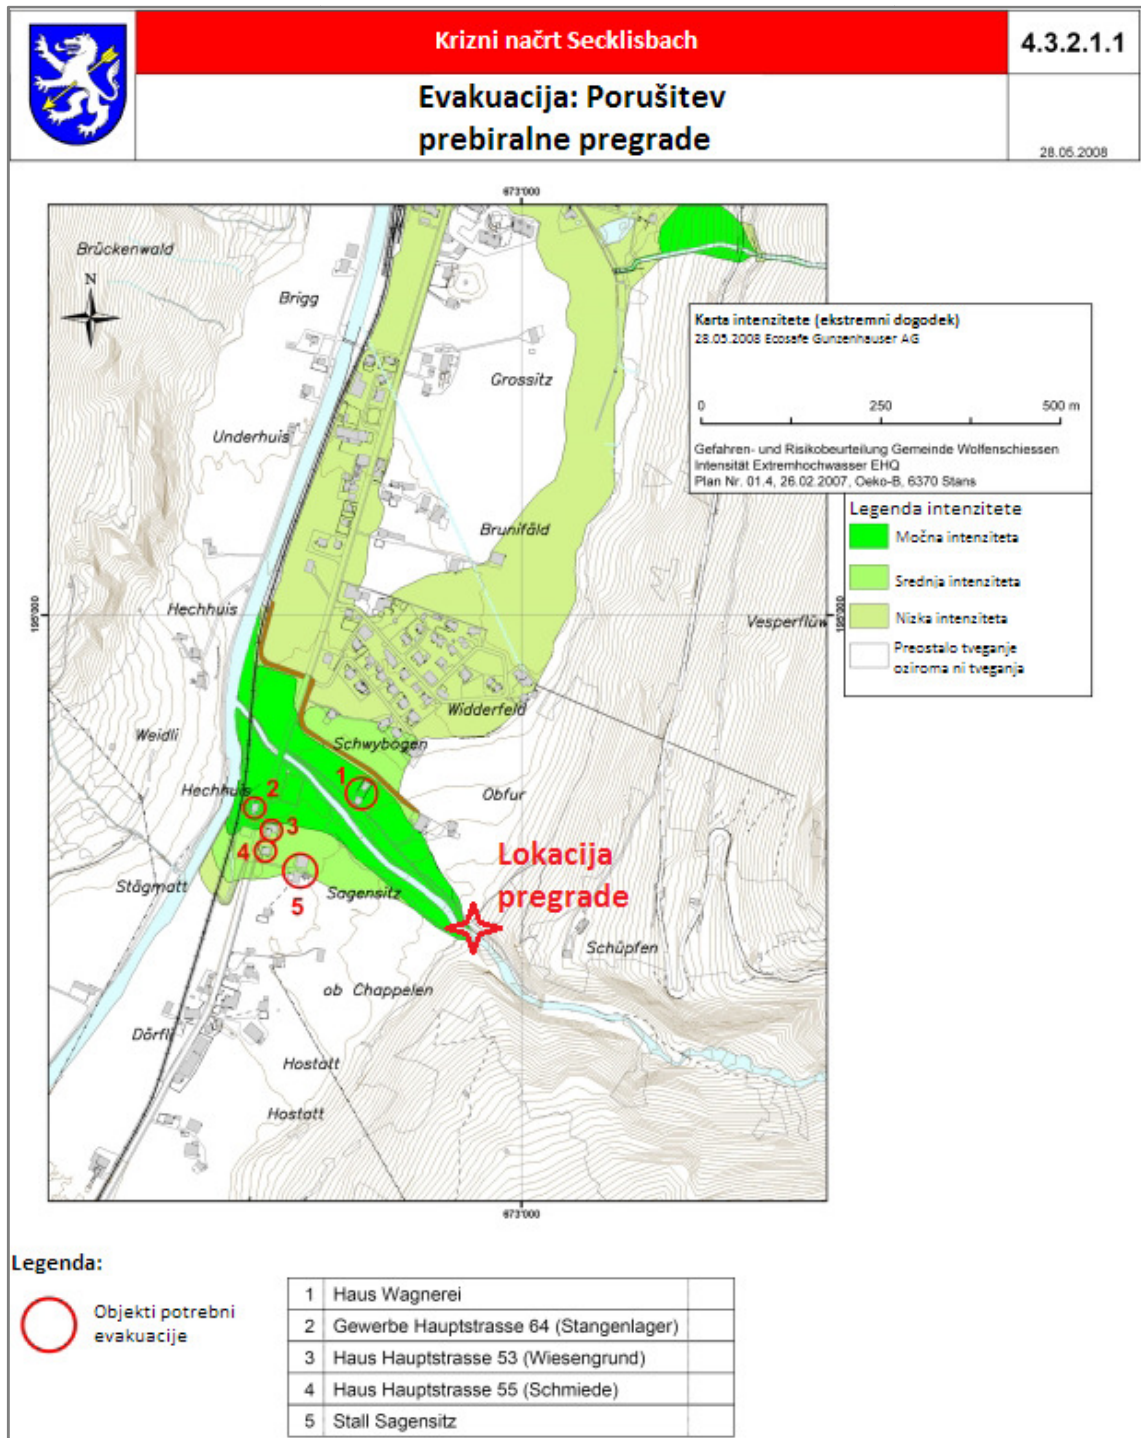 Krizni načrt Secklisbach
4.3.2.1.1
Evakuacija: Porušitev
prebiralne pregrade
28.05.2008
673'000
Brückenwald
N
Brigg
Karta intenzitete (ekstremni dogodek)
28.05.2008 Ecosafe Gunzenhauser AG
0 250 500 m
Gefahren- und Risikobeurteilung Gemeinde Wolfenschiessen
Intensität Extremhochwasser EHQ
Plan Nr. 01.4, 26.02.2007, Oeko-B, 6370 Stans
Grossitz
Underhuis
Legenda intenzitete
Močna intenziteta
Srednja intenziteta
Nizka intenziteta
Preostalo tveganje
oziroma ni tveganja
Brunifäld
Hechhuis
195'000
195'000
Vesperflüw
Widderfeld
Weidli
Schwybogen
1
Hechhuis
2
Obfur
3
4
Lokacija
pregrade
Stägmatt
5
Sagensitz
Schüpfen
ob Chappelen
Dörfli
Hostatt
Hostatt
673'000
Legenda:
Objekti potrebni
evakuacije
1 Haus Wagnerei
2 Gewerbe Hauptstrasse 64 (Stangenlager)
3 Haus Hauptstrasse 53 (Wiesengrund)
4 Haus Hauptstrasse 55 (Schmiede)
5 Stall Sagensitz